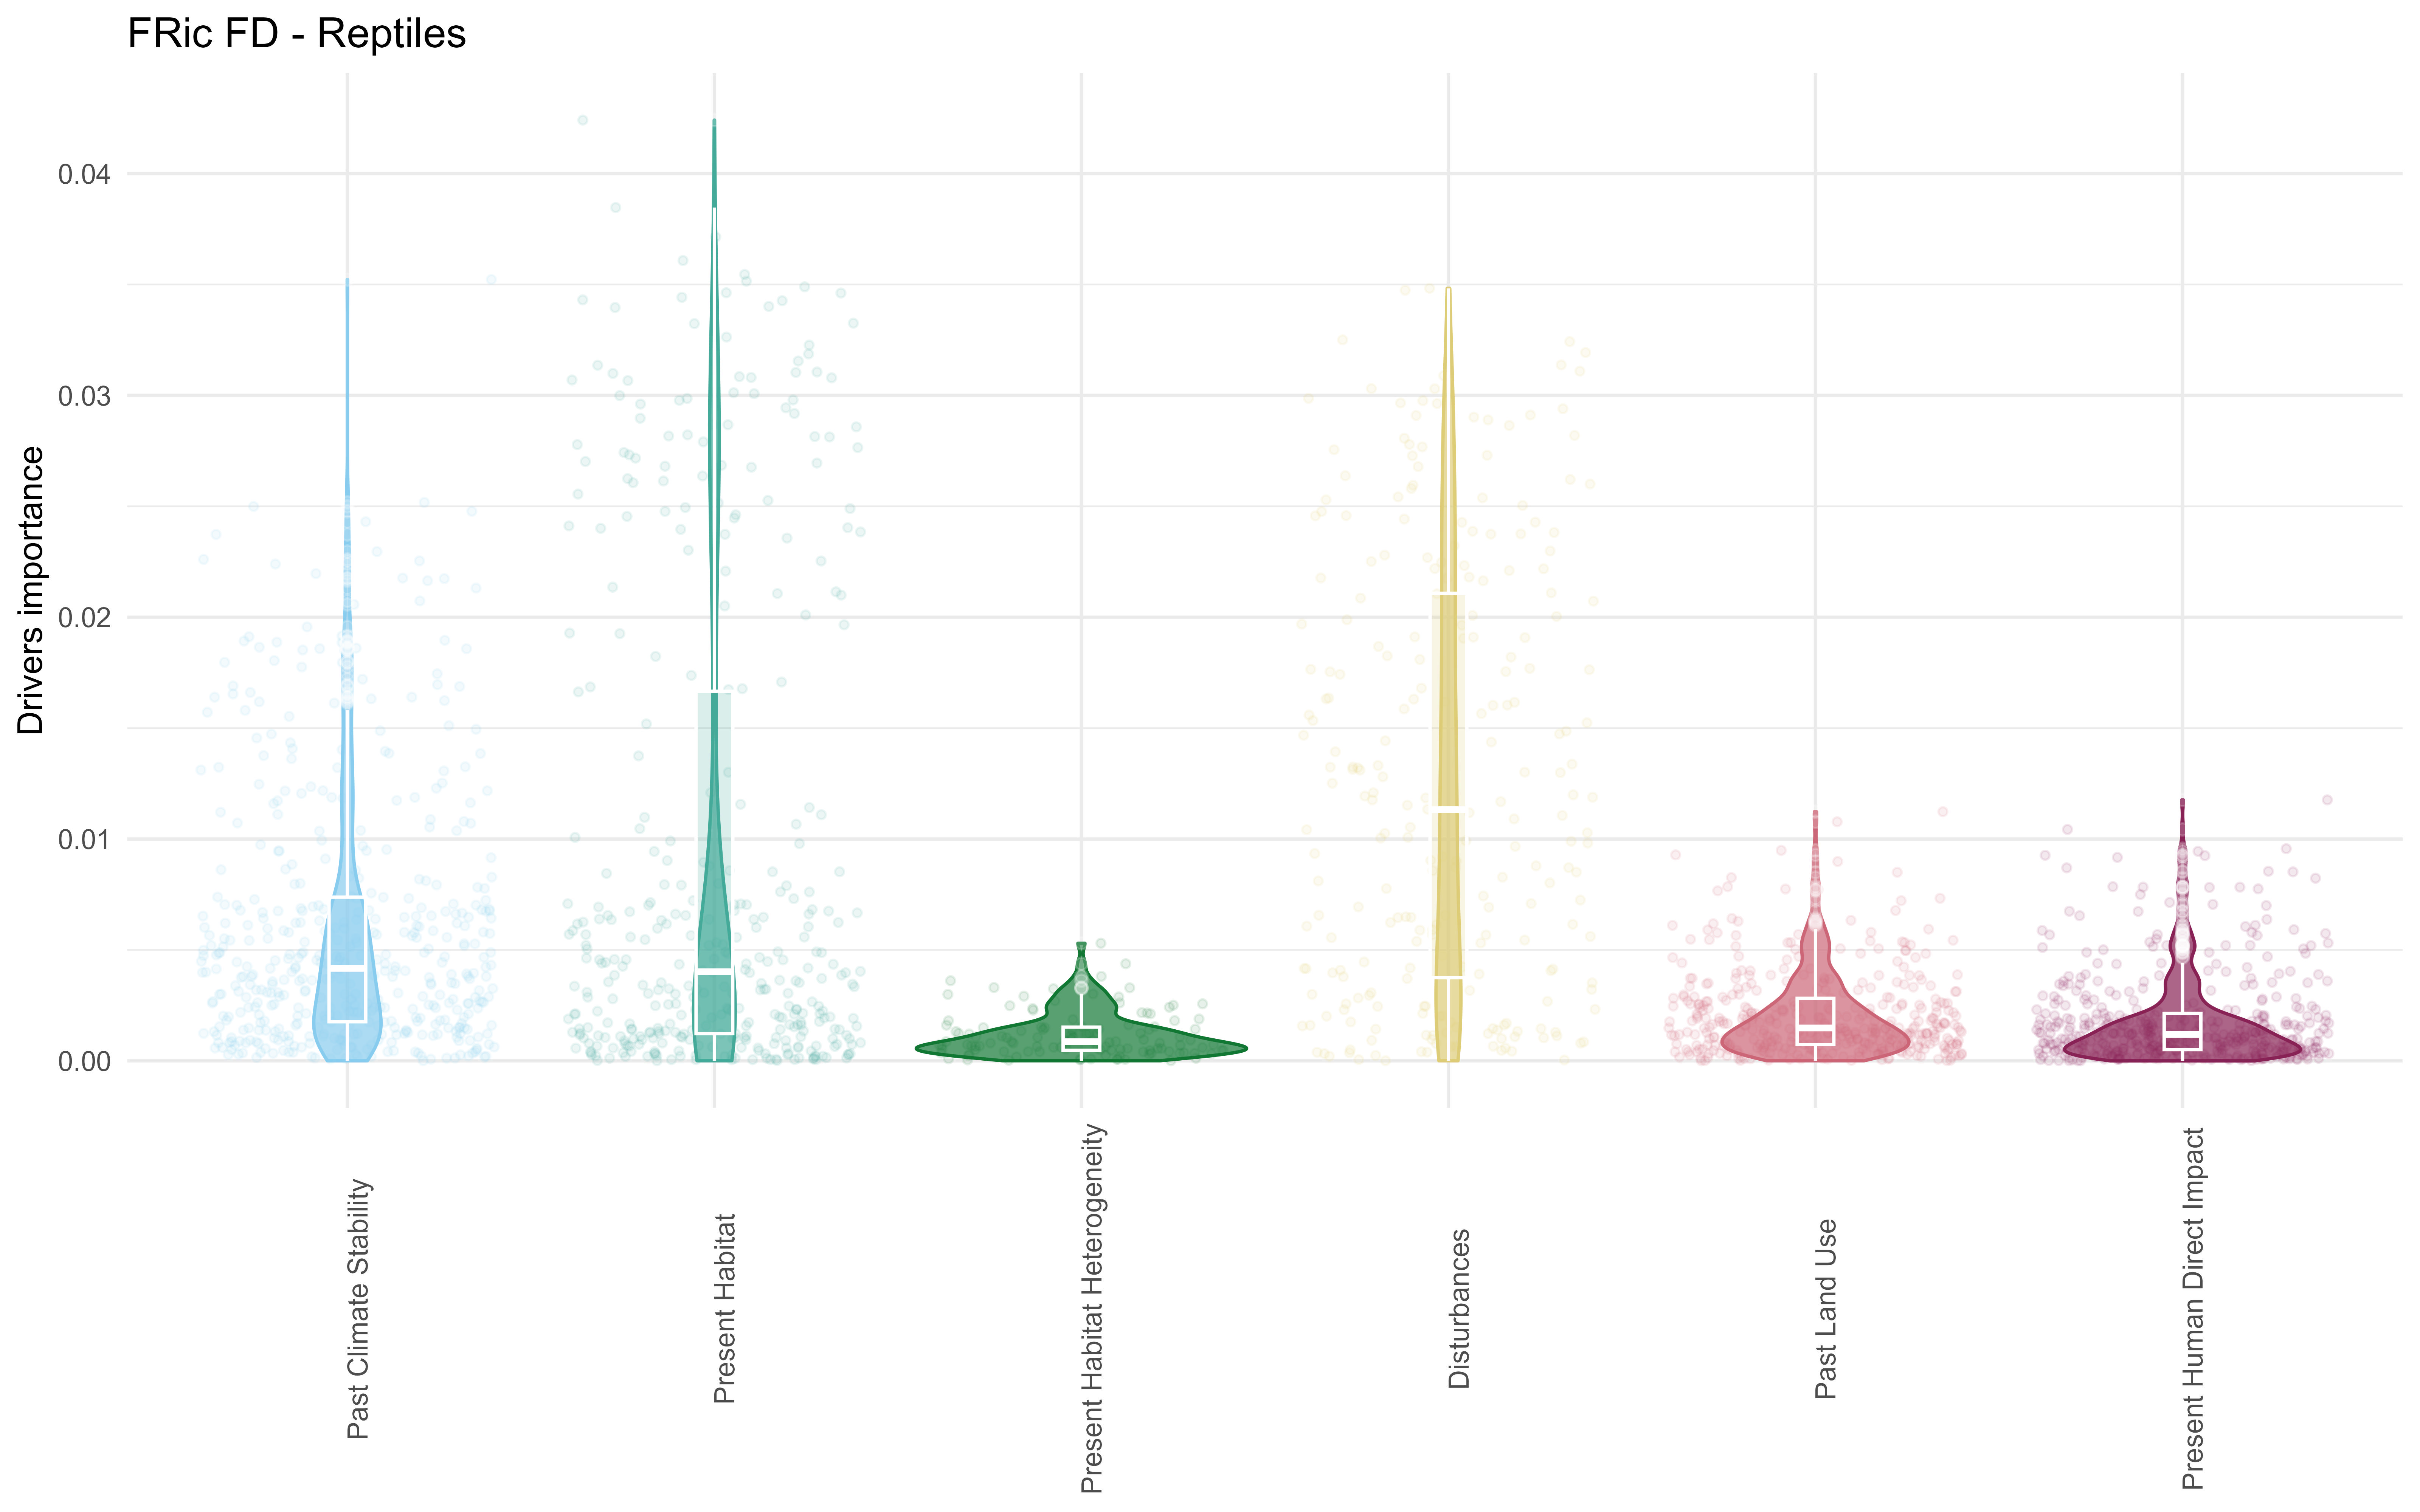 FRic FD - Reptiles
Drivers importance
0.04
0.03
0.02
0.01
0.00
Past Climate Stability
Present Habitat
Present Habitat Heterogeneity
Disturbances
Past Land Use
Present Human Direct Impact